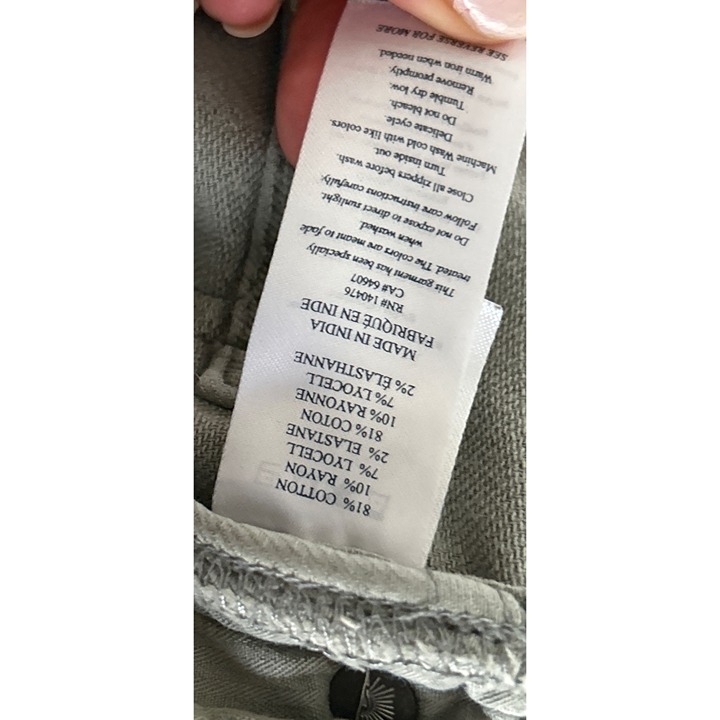 81% COTTON
10% RAYON
7% LYOCELL
2% ELASTANE
81% COTON
10% RAYONNE
7% LYOCELL
2% ÉLASTHANNE
MADE IN INDIA
FABRIQUÉ EN INDE
RN# 140476
CA# 64607
This garment has been specially
treated. The colors are meant to fade
when washed.
Do not expose to direct sunlight.
Follow care instructions carefully.
Close all zippers before wash.
Turn inside out.
Machine Wash cold with like colors.
Delicate cycle.
Do not bleach.
Tumble dry low.
Remove promptly.
Warm iron when needed.
SEE REVERSE FOR MORE